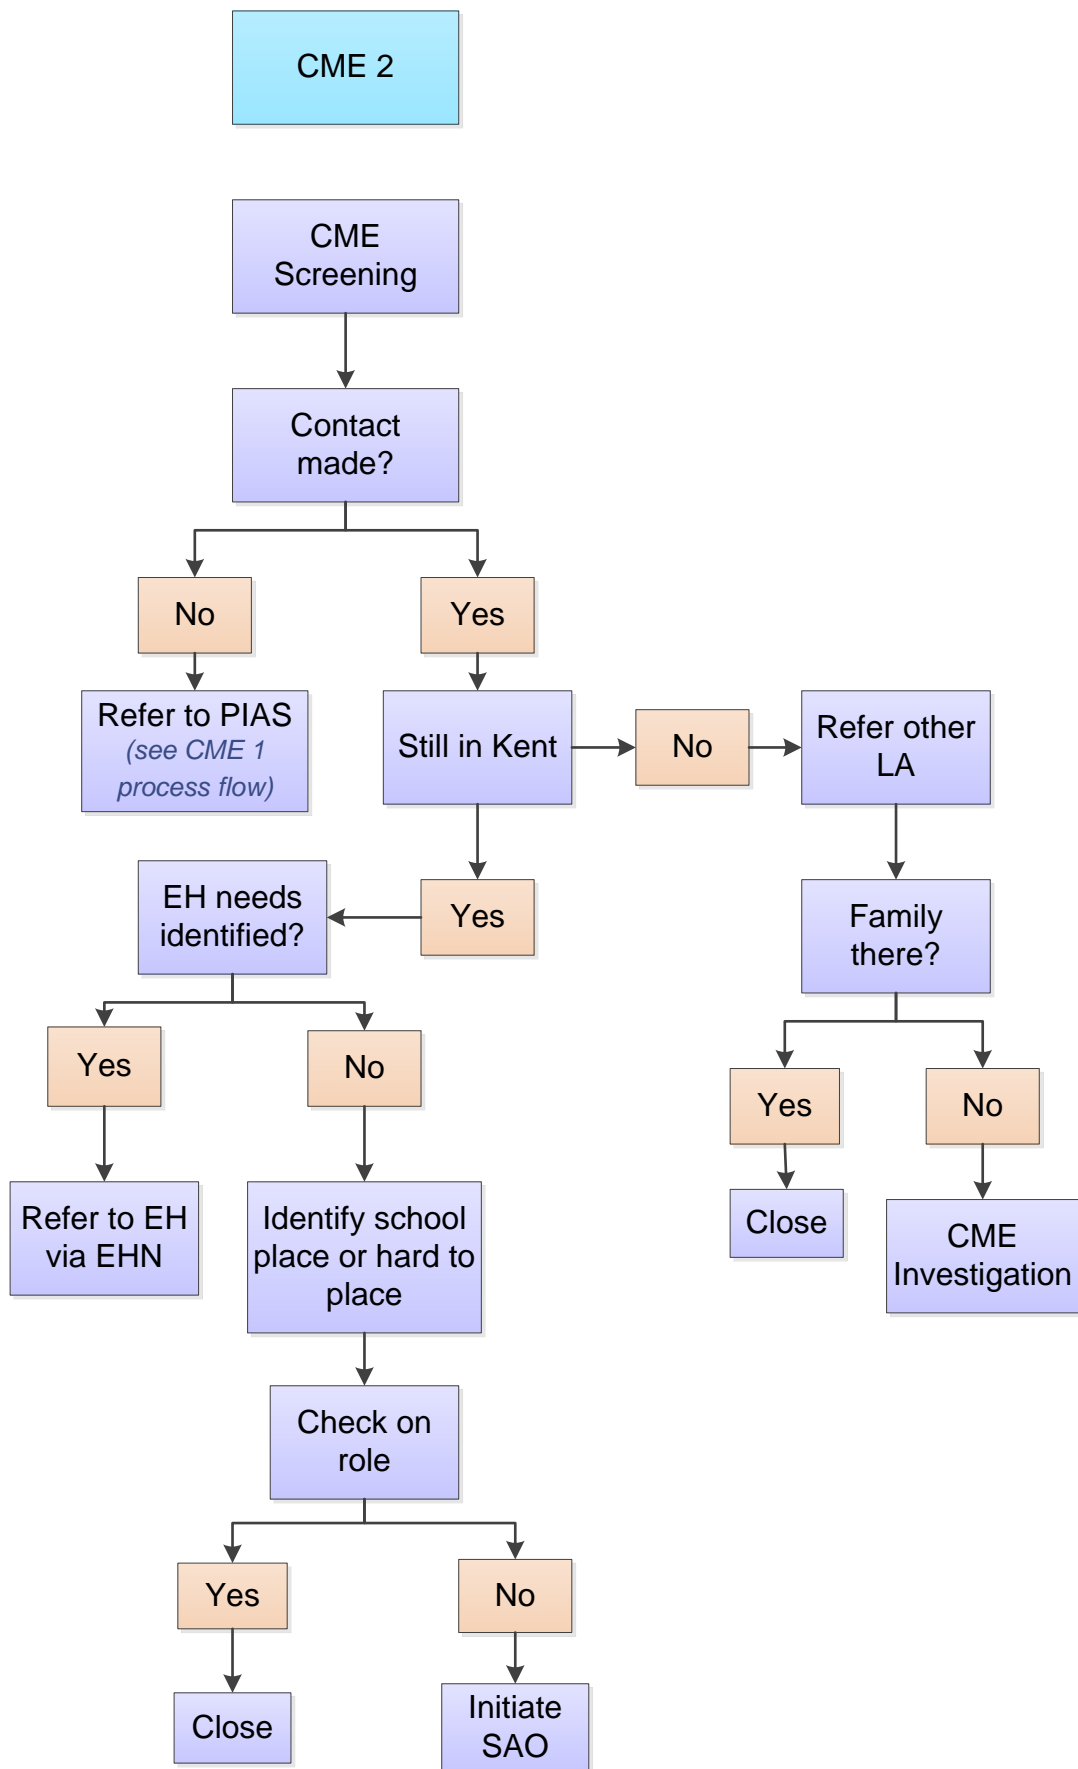 CME 2
CME
Screening
Contact
made?
No
Yes
Refer to PIAS
(see CME 1
process flow)
Still in Kent
No
Refer other
LA
EH needs
identified?
Yes
Family
there?
Yes
No
Yes
No
Refer to EH
via EHN
Identify school
place or hard to
place
Close
CME
Investigation
Check on
role
Yes
No
Close
Initiate
SAO